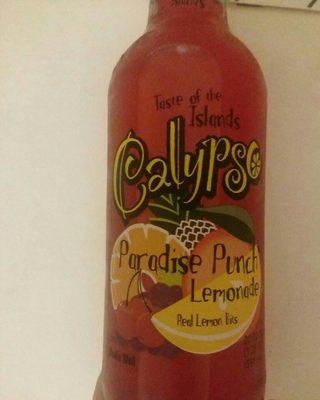 Taste of the
Islands
Calypso
Paradise Punch
Lemonade
Real Lemon Bits